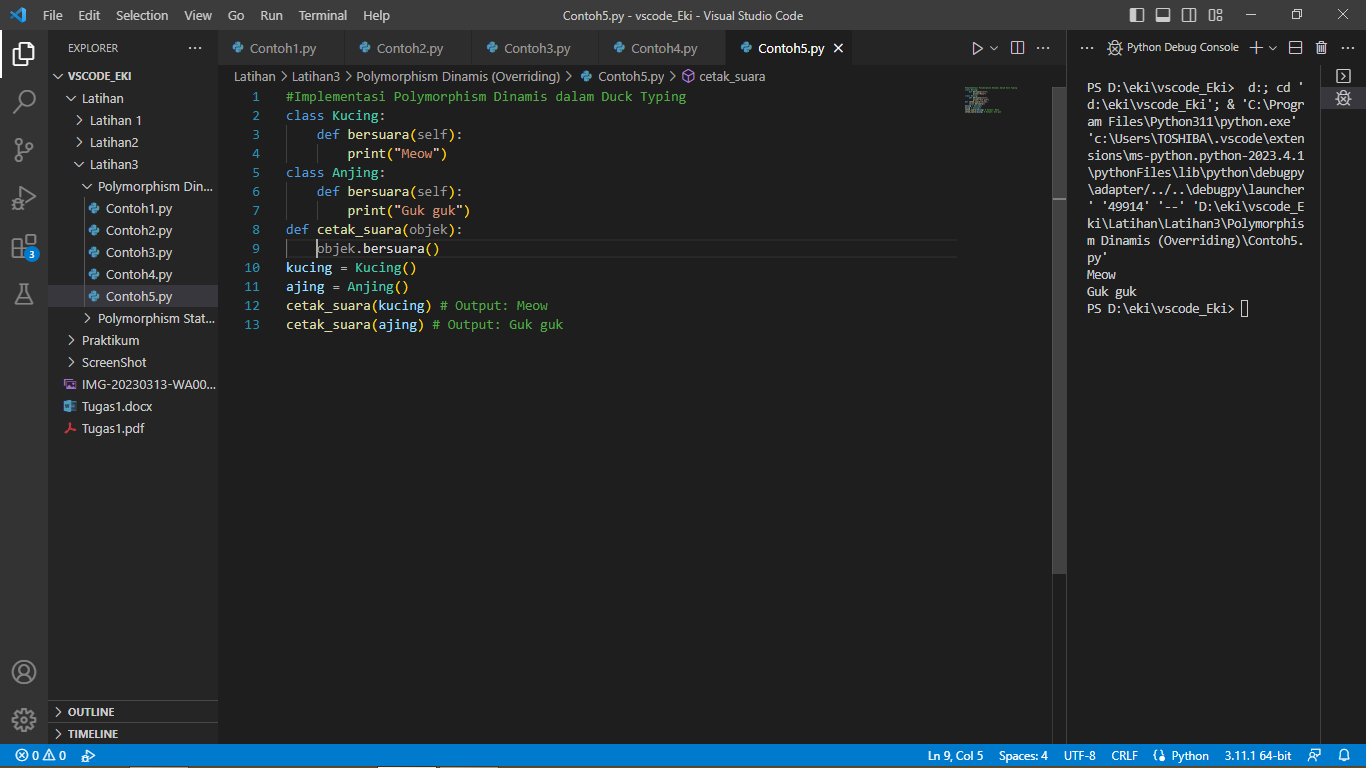 File Edit Selection View Go Run Terminal Help
Contoh5.py - vscode_Eki - Visual Studio Code
EXPLORER
VSCODE_EKI
Latihan
Latihan 1
Latihan2
Latihan3
Polymorphism Din...
Contoh1.py
Contoh2.py
Contoh3.py
Contoh4.py
Contoh5.py
Polymorphism Stat...
Praktikum
ScreenShot
IMG-20230313-WA00...
Tugas1.docx
Tugas1.pdf
3
OUTLINE
TIMELINE
Contoh1.py Contoh2.py Contoh3.py Contoh4.py Contoh5.py
Latihan > Latihan3 > Polymorphism Dinamis (Overriding) > Contoh5.py > cetak_suara
1 #Implementasi Polymorphism Dinamis dalam Duck Typing
2 class Kucing:
3     def bersuara(self):
4         print("Meow")
5 class Anjing:
6     def bersuara(self):
7         print("Guk guk")
8 def cetak_suara(objek):
9     objek.bersuara()
10 kucing = Kucing()
11 ajing = Anjing()
12 cetak_suara(kucing) # Output: Meow
13 cetak_suara(ajing) # Output: Guk guk
Python Debug Console
PS D:\eki\vscode_Eki>  d:; cd '
d:\eki\vscode_Eki'; & 'C:\Progr
am Files\Python311\python.exe'
'c:\Users\TOSHIBA\.vscode\exten
sions\ms-python.python-2023.4.1
\pythonFiles\lib\python\debugpy
\adapter/../..\debugpy\launcher
' '49914' '--' 'D:\eki\vscode_E
ki\Latihan\Latihan3\Polymorphis
m Dinamis (Overriding)\Contoh5.
py'
Meow
Guk guk
PS D:\eki\vscode_Eki>
0 0
Ln 9, Col 5 Spaces: 4 UTF-8 CRLF Python 3.11.1 64-bit